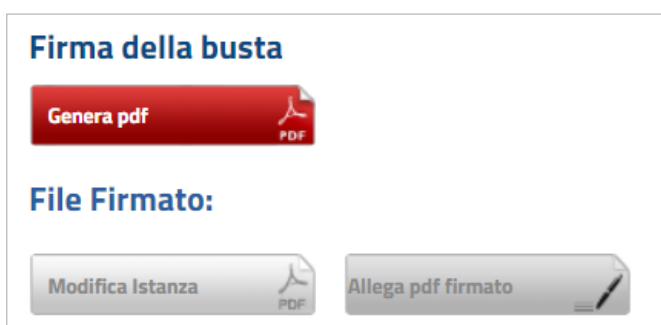 Firma della busta
Genera pdf
PDF
File Firmato:
Modifica Istanza
PDF
Allega pdf firmato